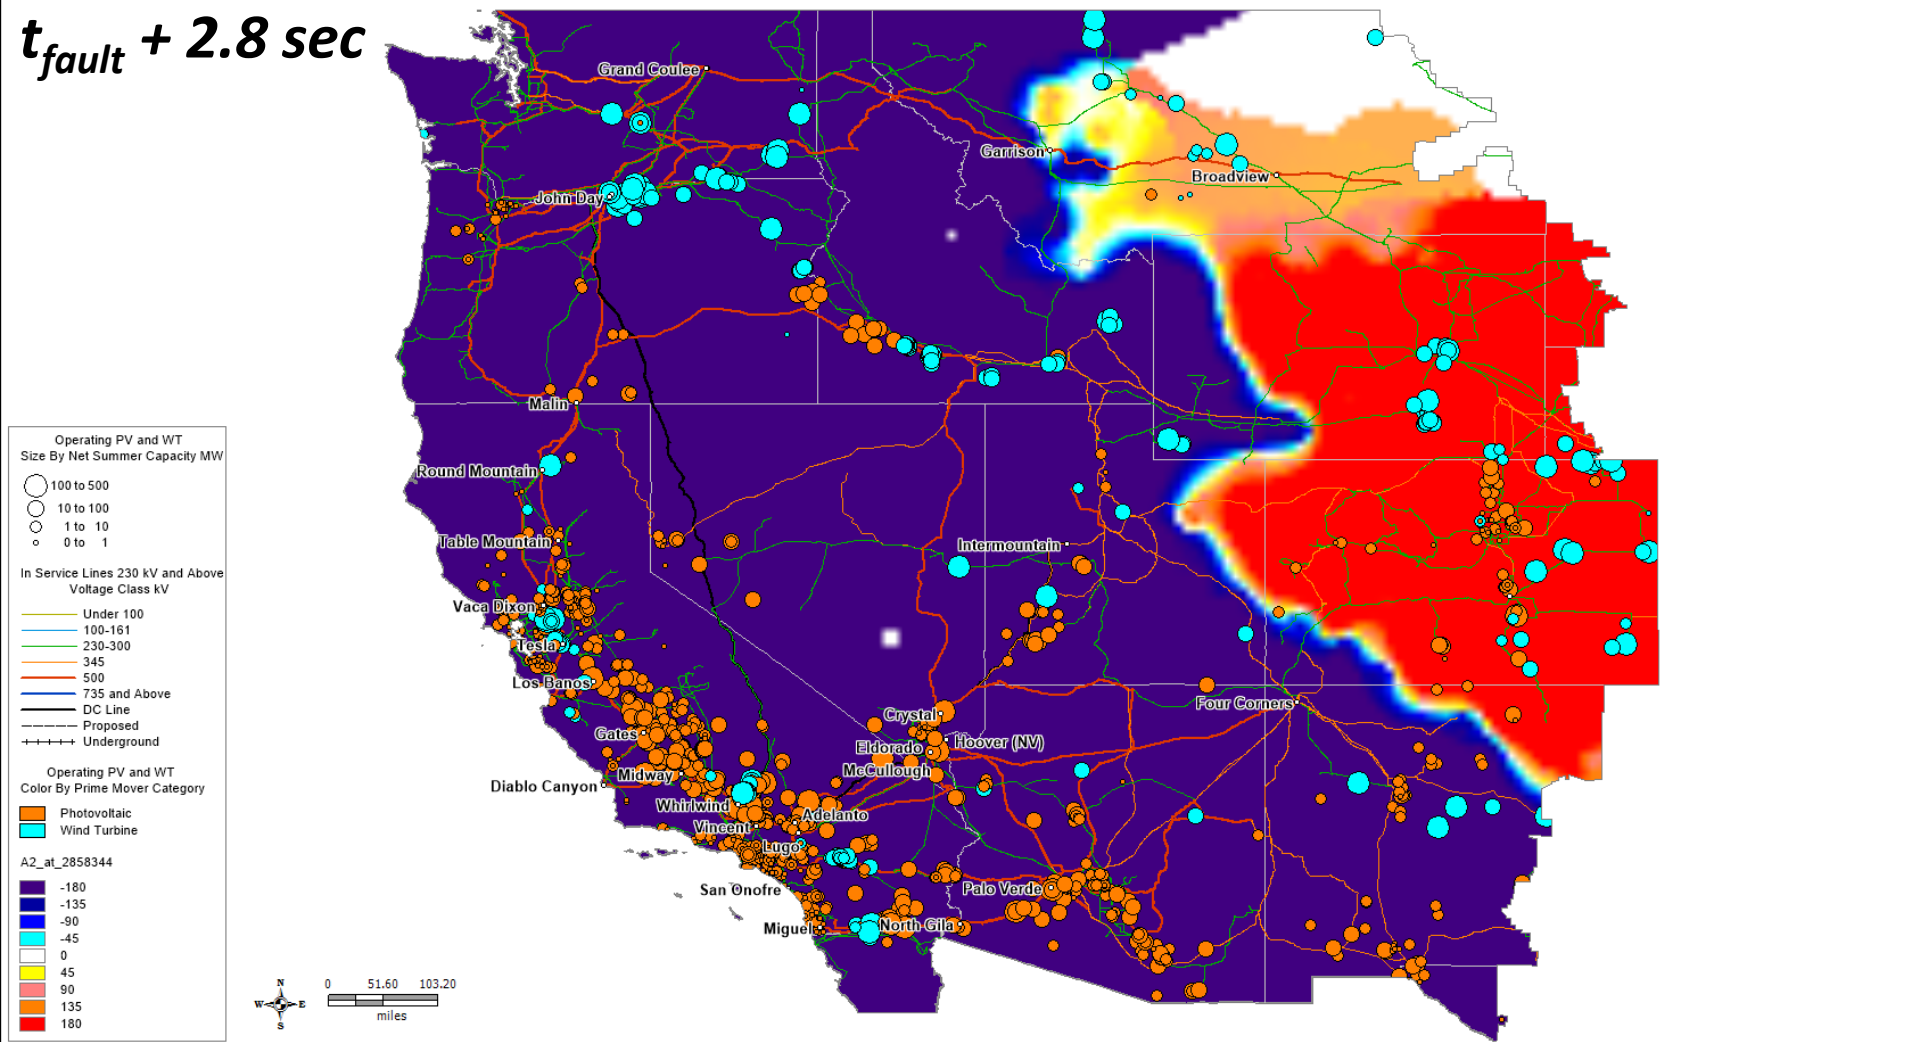 t_fault + 2.8 sec
Grand Coulee
Garrison
Broadview
John Day
Malin
Round Mountain
Table Mountain
Intermountain
Vaca Dixon
Tesla
Los Banos
Four Corners
Crystal
Gates
Hoover (NV)
Eldorado
McCullough
Midway
Diablo Canyon
Whirlwind
Adelanto
Vincent
Lugo
San Onofre
Palo Verde
Miguel
North Gila
Operating PV and WT
Size By Net Summer Capacity MW
100 to 500
10 to 100
1 to 10
0 to 1
In Service Lines 230 kV and Above
Voltage Class kV
Under 100
100-161
230-300
345
500
735 and Above
DC Line
Proposed
Underground
Operating PV and WT
Color By Prime Mover Category
Photovoltaic
Wind Turbine
A2_at_2858344
-180
-135
-90
-45
0
45
90
135
180
N
W E
S
0 51.60 103.20
miles